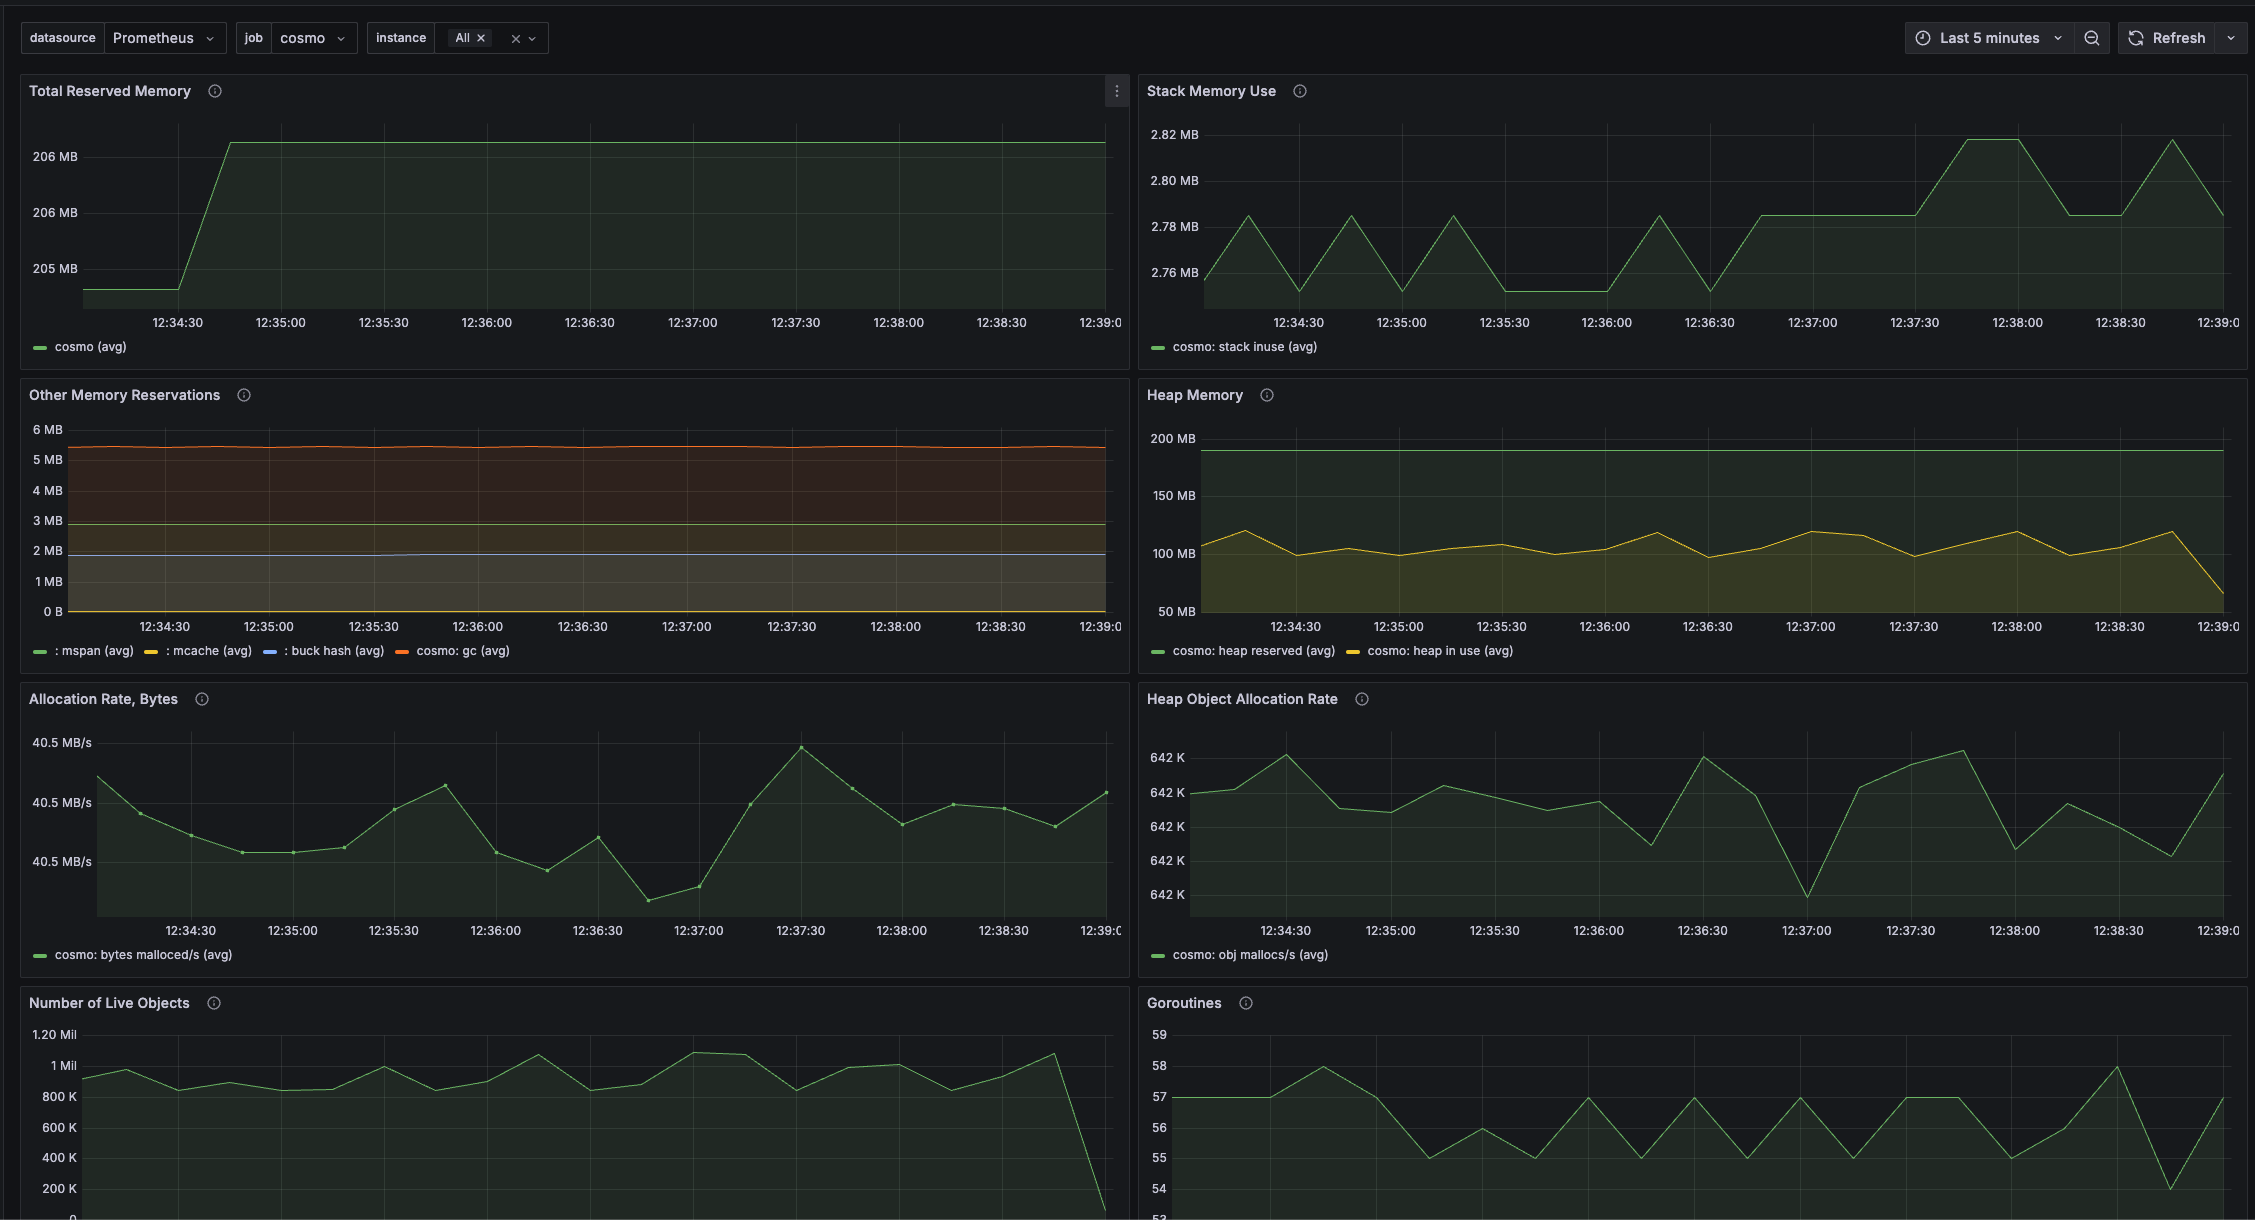 datasource Prometheus job cosmo instance All Last 5 minutes Refresh
Total Reserved Memory
206 MB
206 MB
205 MB
12:34:30 12:35:00 12:35:30 12:36:00 12:36:30 12:37:00 12:37:30 12:38:00 12:38:30 12:39:0
cosmo (avg)
Stack Memory Use
2.82 MB
2.80 MB
2.78 MB
2.76 MB
12:34:30 12:35:00 12:35:30 12:36:00 12:36:30 12:37:00 12:37:30 12:38:00 12:38:30 12:39:0
cosmo: stack inuse (avg)
Other Memory Reservations
6 MB
5 MB
4 MB
3 MB
2 MB
1 MB
0 B
12:34:30 12:35:00 12:35:30 12:36:00 12:36:30 12:37:00 12:37:30 12:38:00 12:38:30 12:39:0
: mspan (avg) : mcache (avg) : buck hash (avg) cosmo: gc (avg)
Heap Memory
200 MB
150 MB
100 MB
50 MB
12:34:30 12:35:00 12:35:30 12:36:00 12:36:30 12:37:00 12:37:30 12:38:00 12:38:30 12:39:0
cosmo: heap reserved (avg) cosmo: heap in use (avg)
Allocation Rate, Bytes
40.5 MB/s
40.5 MB/s
40.5 MB/s
12:34:30 12:35:00 12:35:30 12:36:00 12:36:30 12:37:00 12:37:30 12:38:00 12:38:30 12:39:0
cosmo: bytes malloced/s (avg)
Heap Object Allocation Rate
642 K
642 K
642 K
642 K
642 K
12:34:30 12:35:00 12:35:30 12:36:00 12:36:30 12:37:00 12:37:30 12:38:00 12:38:30 12:39:0
cosmo: obj mallocs/s (avg)
Number of Live Objects
1.20 Mil
1 Mil
800 K
600 K
400 K
200 K
0
Goroutines
59
58
57
56
55
54
53